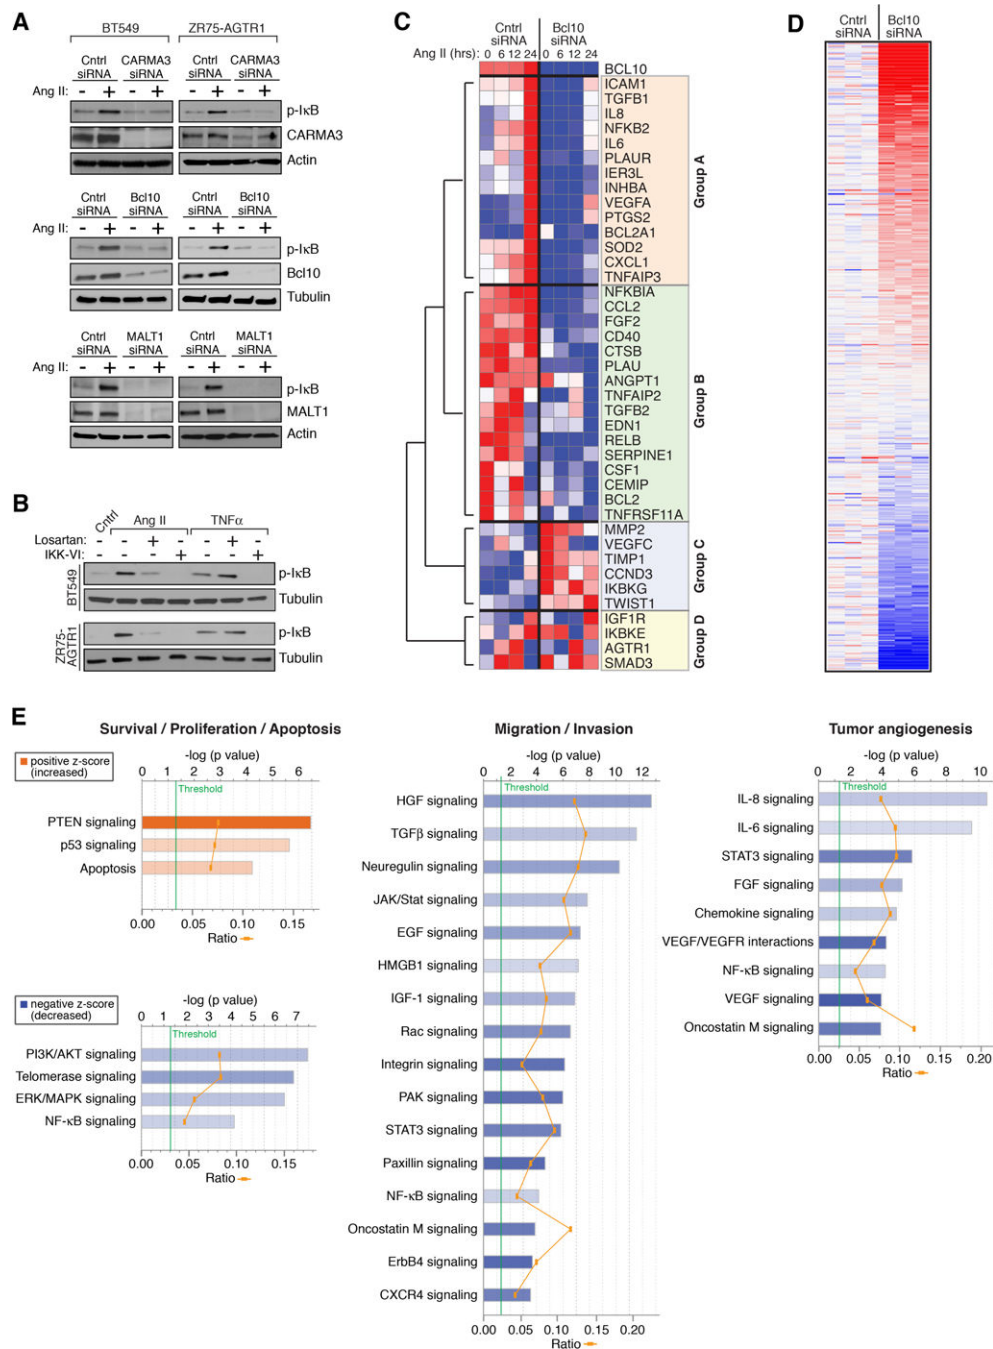 A
BT549 ZR75-AGTR1
Cntrl siRNA CARMA3 siRNA Cntrl siRNA CARMA3 siRNA
Ang II: - + - + - + - +
p-IκB
CARMA3
Actin
Cntrl siRNA Bcl10 siRNA Cntrl siRNA Bcl10 siRNA
Ang II: - + - + - + - +
p-IκB
Bcl10
Tubulin
Cntrl siRNA MALT1 siRNA Cntrl siRNA MALT1 siRNA
Ang II: - + - + - + - +
p-IκB
MALT1
Actin
B
Cntrl Ang II TNFα
Losartan: - - + - - + -
IKK-VI: - - - + - - +
BT549
p-IκB
Tubulin
ZR75-AGTR1
p-IκB
Tubulin
C
Cntrl siRNA Bcl10 siRNA
Ang II (hrs): 0 6 12 24 0 6 12 24
BCL10
ICAM1
TGFB1
IL8
NFKB2
IL6
PLAUR
IER3L
INHBA
VEGFA
PTGS2
BCL2A1
SOD2
CXCL1
TNFAIP3
Group A
NFKBIA
CCL2
FGF2
CD40
CTSB
PLAU
ANGPT1
TNFAIP2
TGFB2
EDN1
RELB
SERPINE1
CSF1
CEMIP
BCL2
TNFRSF11A
Group B
MMP2
VEGFC
TIMP1
CCND3
IKBKG
TWIST1
Group C
IGF1R
IKBKE
AGTR1
SMAD3
Group D
D
Cntrl siRNA Bcl10 siRNA
E
Survival / Proliferation / Apoptosis
positive z-score
(increased)
-log (p value)
0 1 2 3 4 5 6
Threshold
PTEN signaling
p53 signaling
Apoptosis
0.00 0.05 0.10 0.15
Ratio
negative z-score
(decreased)
-log (p value)
0 1 2 3 4 5 6 7
Threshold
PI3K/AKT signaling
Telomerase signaling
ERK/MAPK signaling
NF-κB signaling
0.00 0.05 0.10 0.15
Ratio
Migration / Invasion
-log (p value)
0 2 4 6 8 10 12
Threshold
HGF signaling
TGFβ signaling
Neuregulin signaling
JAK/Stat signaling
EGF signaling
HMGB1 signaling
IGF-1 signaling
Rac signaling
Integrin signaling
PAK signaling
STAT3 signaling
Paxillin signaling
NF-κB signaling
Oncostatin M signaling
ErbB4 signaling
CXCR4 signaling
0.00 0.05 0.10 0.15 0.20
Ratio
Tumor angiogenesis
-log (p value)
0 2 4 6 8 10
Threshold
IL-8 signaling
IL-6 signaling
STAT3 signaling
FGF signaling
Chemokine signaling
VEGF/VEGFR interactions
NF-κB signaling
VEGF signaling
Oncostatin M signaling
0.00 0.05 0.10 0.15 0.20
Ratio